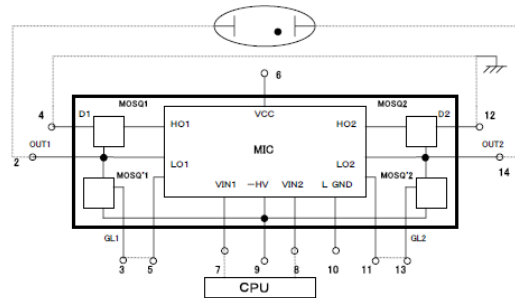 6
4
D1
MOSQ1
HO1
VCC
HO2
MOSQ2
D2
12
OUT1
2
LO1
MIC
LO2
OUT2
14
MOSQ'1
VIN1
-HV
VIN2
L GND
MOSQ'2
GL1
GL2
3
5
7
9
8
10
11
13
CPU